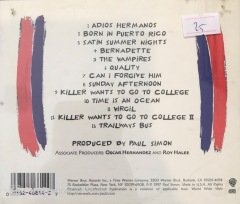 25
1 ADIOS HERMANOS
2 BORN IN PUERTO RICO
3 SATIN SUMMER NIGHTS
4 BERNADETTE
5 THE VAMPIRES
6 QUALITY
7 CAN I FORGIVE HIM
8 SUNDAY AFTERNOON
9 KILLER WANTS TO GO TO COLLEGE
10 TIME IS AN OCEAN
11 VIRGIL
12 KILLER WANTS TO GO TO COLLEGE II
13 TRAILWAYS BUS
PRODUCED BY PAUL SIMON
ASSOCIATE PRODUCERS OSCAR HERNANDEZ AND ROY HALEE